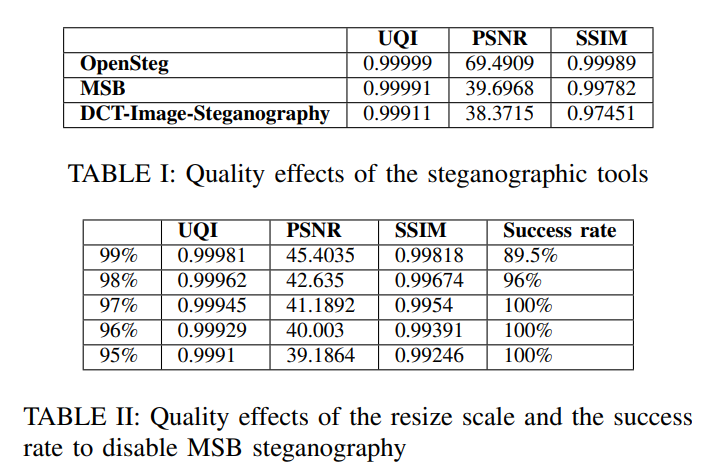 UQI PSNR SSIM
OpenSteg 0.99999 69.4909 0.99989
MSB 0.99991 39.6968 0.99782
DCT-Image-Steganography 0.99911 38.3715 0.97451
TABLE I: Quality effects of the steganographic tools
UQI PSNR SSIM Success rate
99% 0.99981 45.4035 0.99818 89.5%
98% 0.99962 42.635 0.99674 96%
97% 0.99945 41.1892 0.9954 100%
96% 0.99929 40.003 0.99391 100%
95% 0.9991 39.1864 0.99246 100%
TABLE II: Quality effects of the resize scale and the success
rate to disable MSB steganography